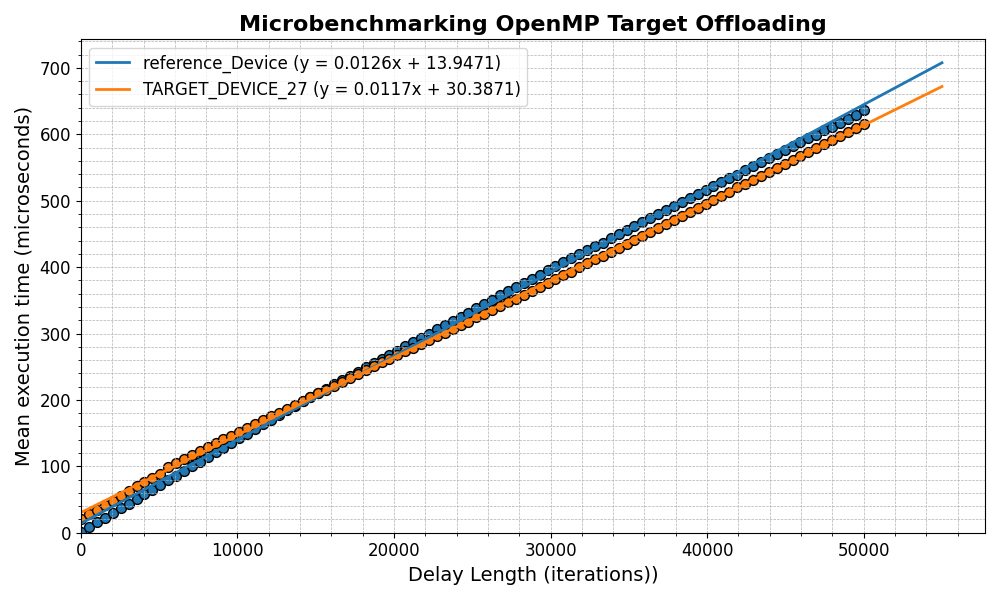 Microbenchmarking OpenMP Target Offloading
reference_Device (y = 0.0126x + 13.9471)
TARGET_DEVICE_27 (y = 0.0117x + 30.3871)
Mean execution time (microseconds)
700
600
500
400
300
200
100
0
0 10000 20000 30000 40000 50000
Delay Length (iterations))